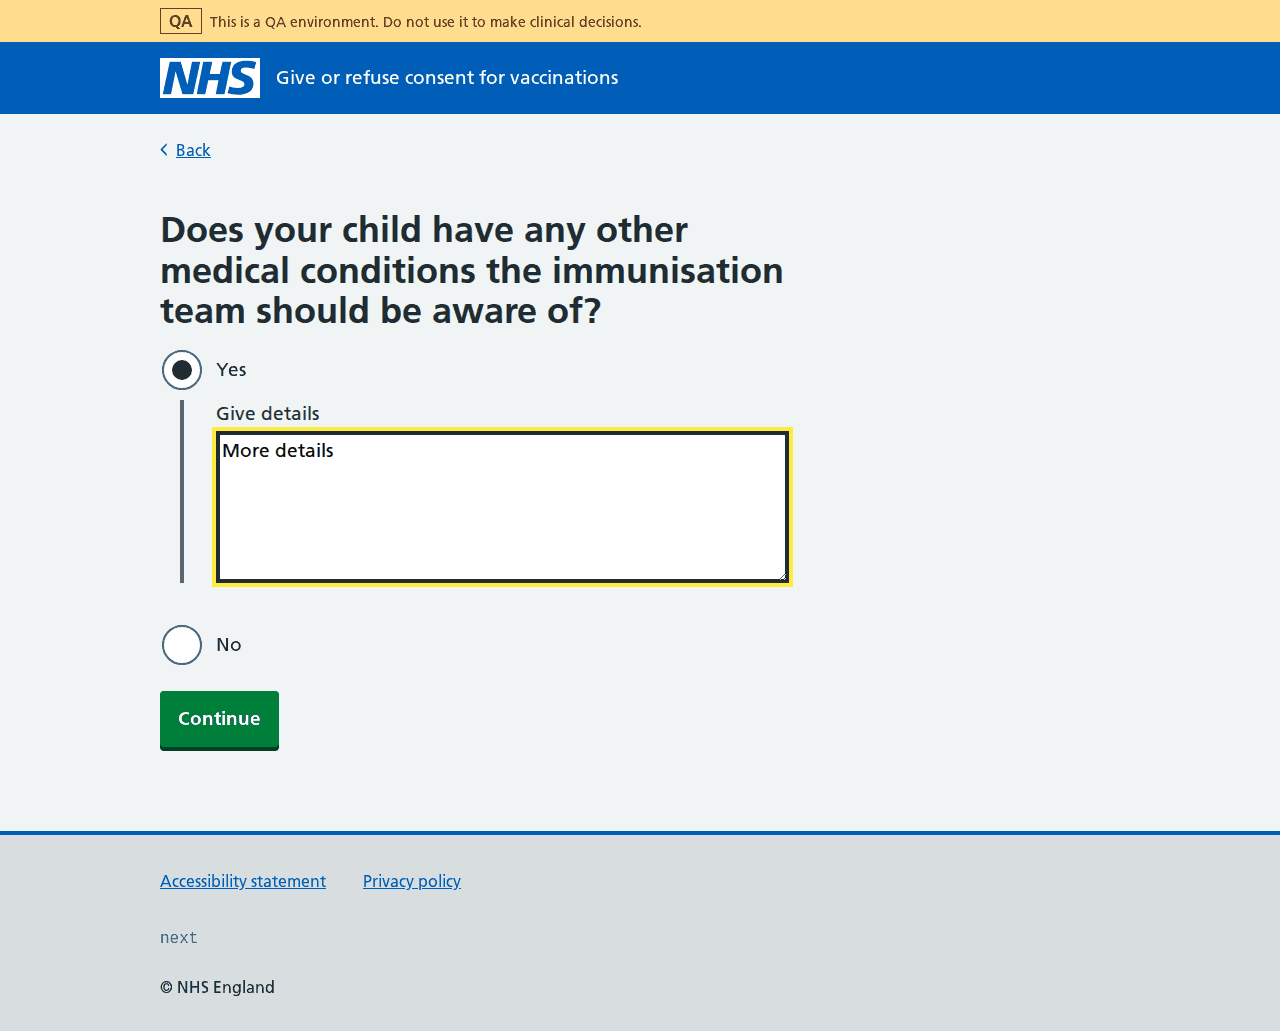 QA This is a QA environment. Do not use it to make clinical decisions.
NHS Give or refuse consent for vaccinations
Back
Does your child have any other
medical conditions the immunisation
team should be aware of?
Yes
Give details
More details
No
Continue
Accessibility statement Privacy policy
next
© NHS England